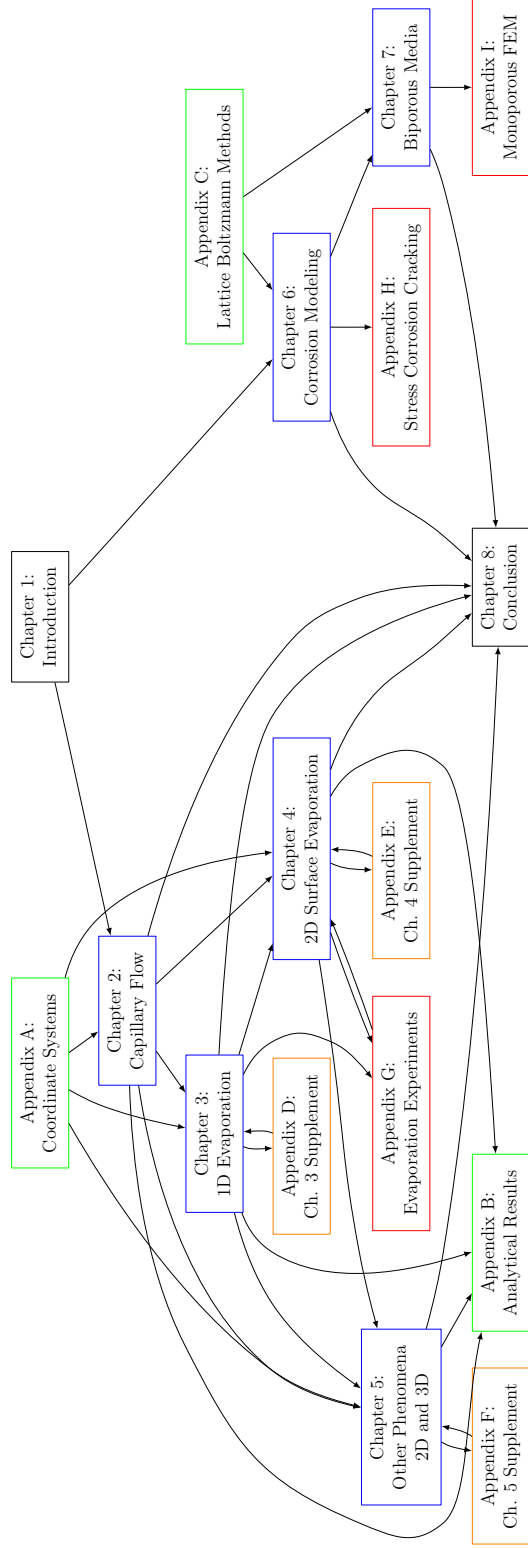 Chapter 1:
Introduction
Appendix A:
Coordinate Systems
Chapter 2:
Capillary Flow
Appendix C:
Lattice Boltzmann Methods
Chapter 3:
1D Evaporation
Chapter 4:
2D Surface Evaporation
Chapter 6:
Corrosion Modeling
Appendix D:
Ch. 3 Supplement
Chapter 5:
Other Phenomena
2D and 3D
Appendix G:
Evaporation Experiments
Appendix E:
Ch. 4 Supplement
Appendix H:
Stress Corrosion Cracking
Chapter 7:
Biporous Media
Appendix F:
Ch. 5 Supplement
Appendix B:
Analytical Results
Chapter 8:
Conclusion
Appendix I:
Monoporous FEM